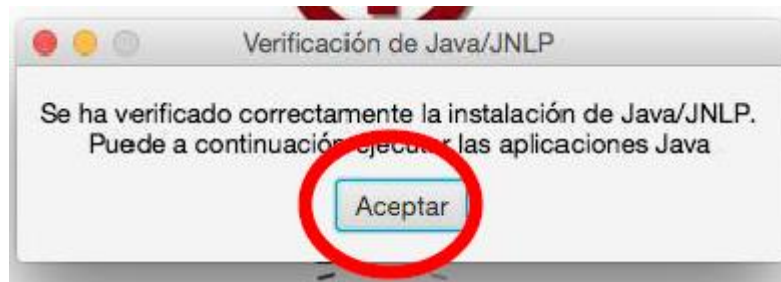 Verificación de Java/JNLP
Se ha verificado correctamente la instalación de Java/JNLP.
Puede a continuación ejecutar las aplicaciones Java
Aceptar